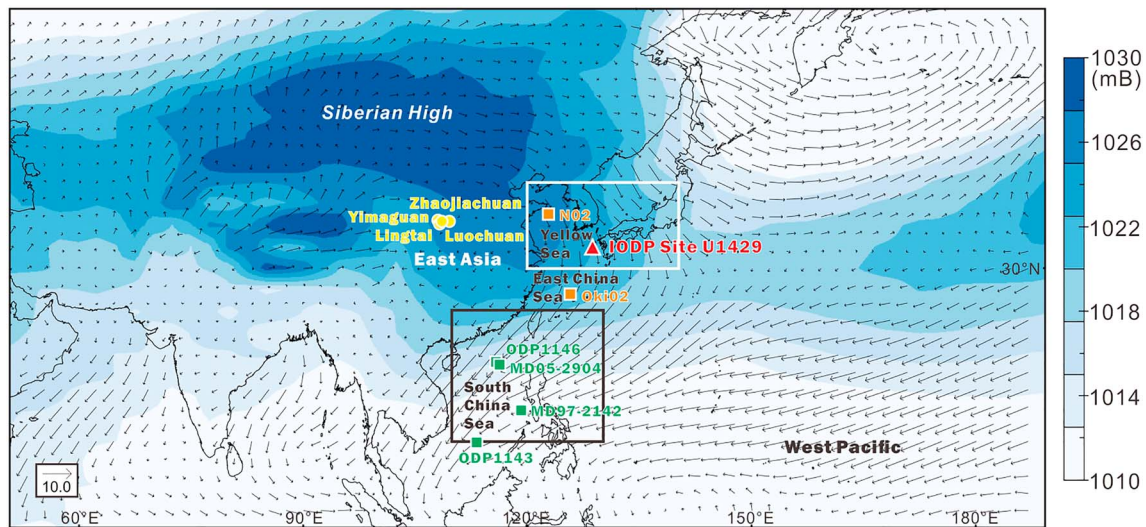 1030
(mB)
1026
1022
1018
1014
1010
Siberian High
Zhaojiachuan
Yimaguan
Lingtai
Luochuan
East Asia
N02
Yellow
Sea
IODP Site U1429
30°N
East China
Sea
Oki02
ODP1146
MD05-2904
South
China
Sea
MD97-2142
ODP1143
West Pacific
10.0
60°E
90°E
120°E
150°E
180°E